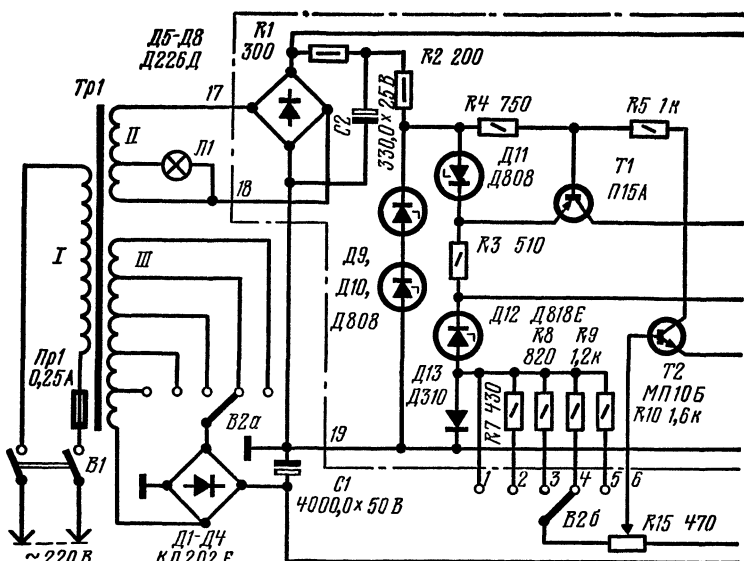 Д5-Д8
Д226Д
R1
300
R2 200
Тр1
17
II
Л1
18
C2
330,0×25В
R4 750
R5 1к
Д11
Д808
Т1
П15А
I
III
Д9,
Д10,
Д808
R3 510
Д12 Д818Е
R8
820
R9
1,2к
Д13
Д310
R7 430
Т2
МП10Б
R10 1,6к
Пр1
0,25А
В2а
19
В1
C1
4000,0×50В
1
2
3
4
5
6
В2б
R15 470
~220В
Д1-Д4
КД202Е